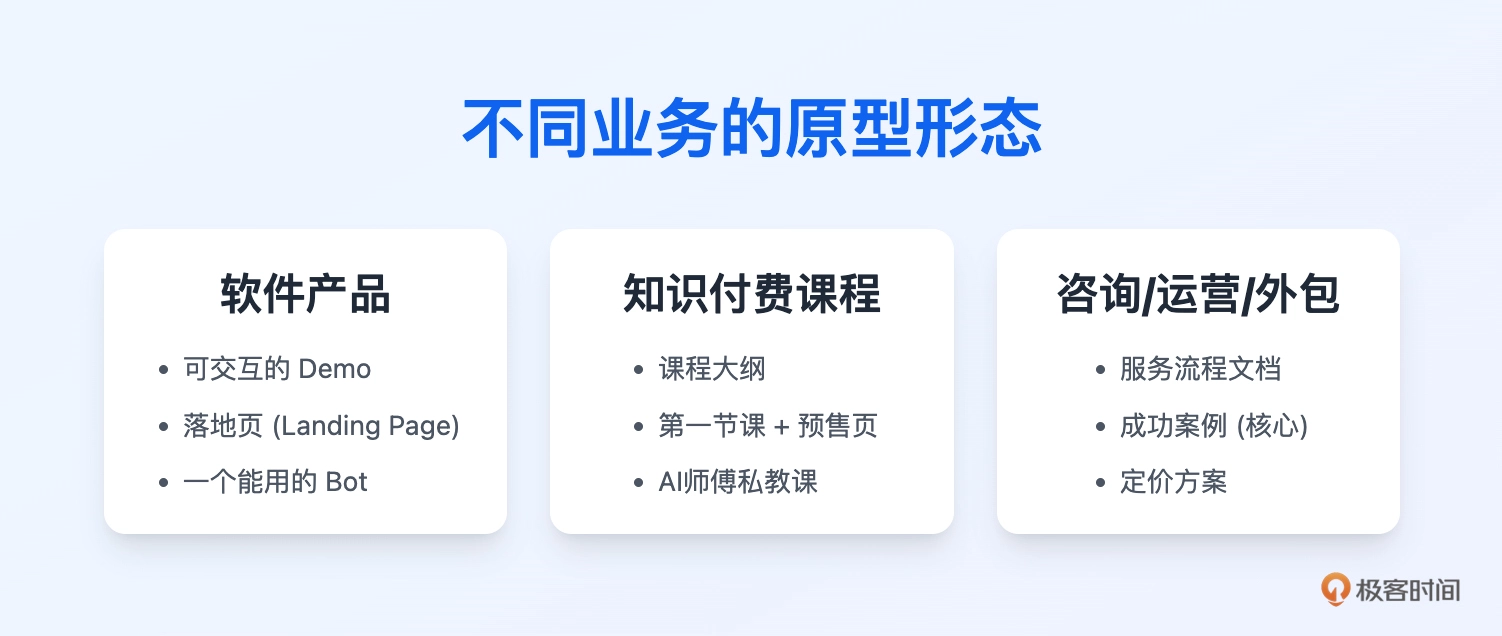 不同业务的原型形态
软件产品
• 可交互的 Demo
• 落地页 (Landing Page)
• 一个能用的 Bot
知识付费课程
• 课程大纲
• 第一节课 + 预售页
• AI师傅私教课
咨询/运营/外包
• 服务流程文档
• 成功案例 (核心)
• 定价方案
极客时间